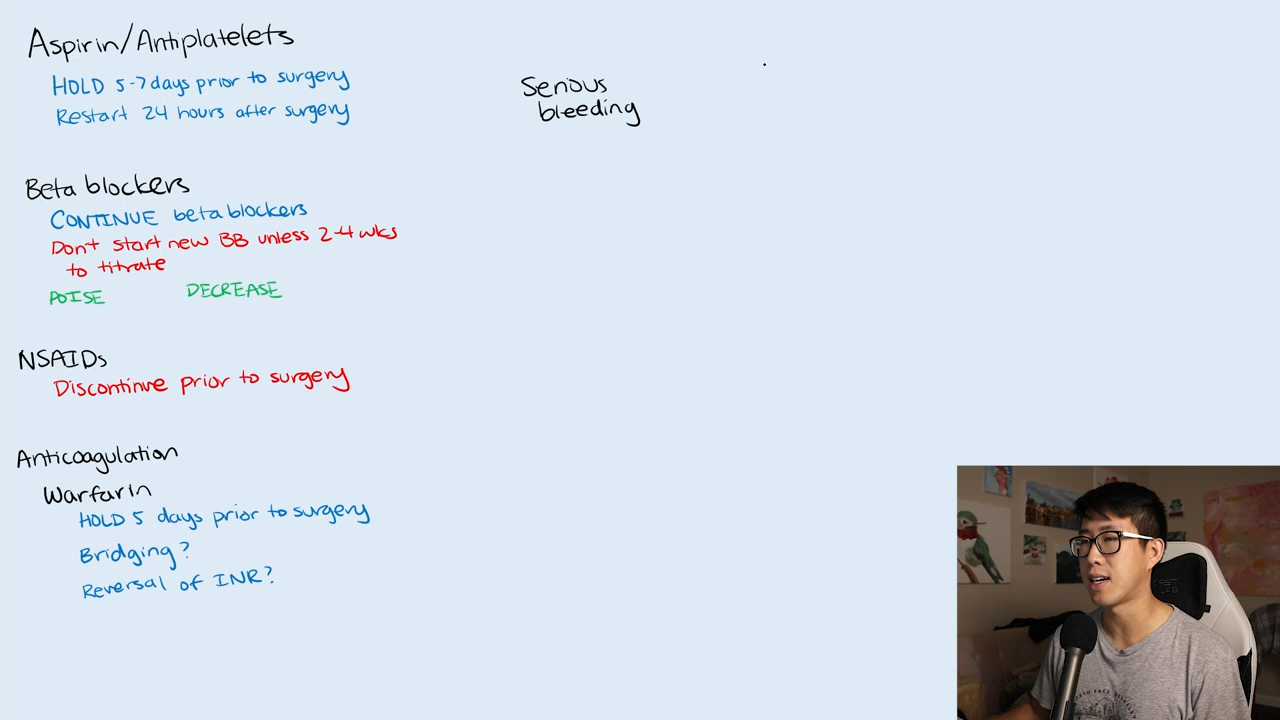 Aspirin/Antiplatelets
HOLD 5-7 days prior to surgery
Restart 24 hours after surgery
Serious
bleeding
Beta blockers
CONTINUE beta blockers
Don't start new BB unless 2-4 wks
to titrate
POISE DECREASE
NSAIDs
Discontinue prior to surgery
Anticoagulation
Warfarin
HOLD 5 days prior to surgery
Bridging?
Reversal of INR?